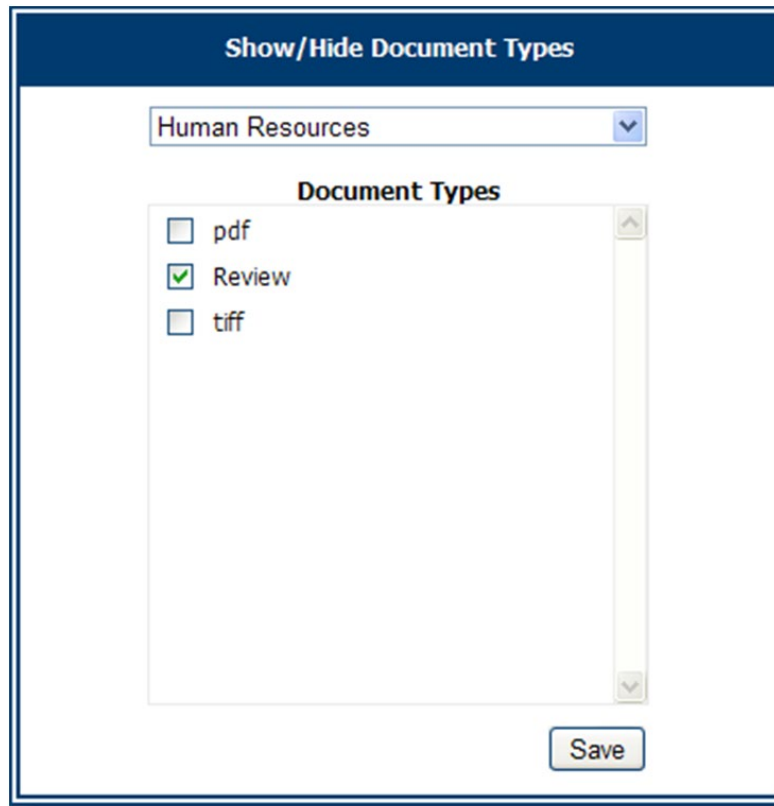 Show/Hide Document Types
Human Resources
Document Types
pdf
Review
tiff
Save